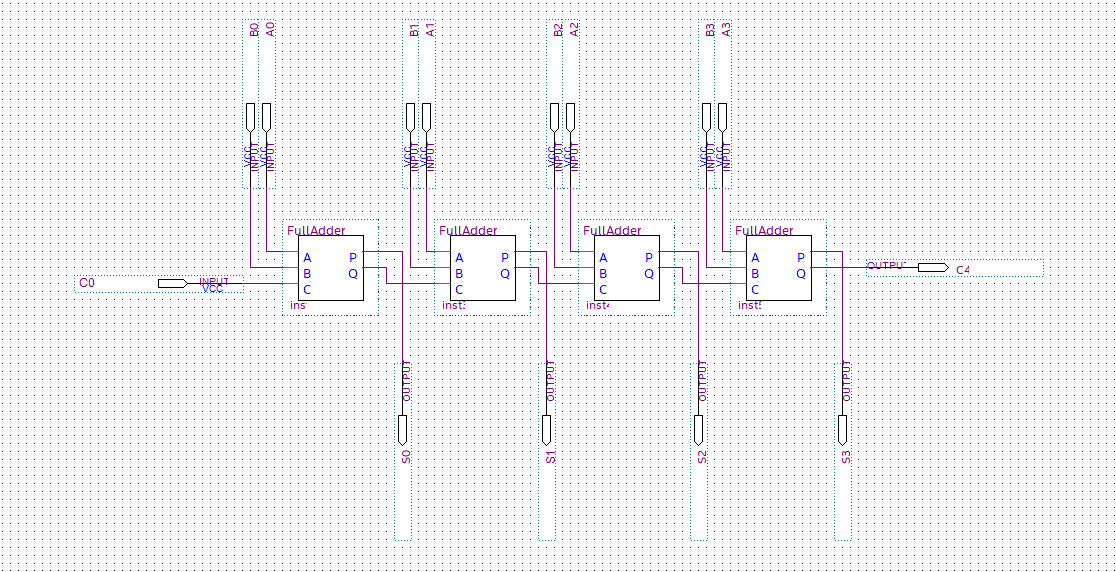 B0 A0 B1 A1 B2 A2 B3 A3
VCC INPUT VCC INPUT VCC INPUT VCC INPUT VCC INPUT VCC INPUT VCC INPUT VCC INPUT
FullAdder FullAdder FullAdder FullAdder
A P A P A P A P
B Q B Q B Q B Q
OUTPUT C4
C0 INPUT
VCC
C C C C
ins inst inst inst
OUTPUT OUTPUT OUTPUT OUTPUT
S0 S1 S2 S3